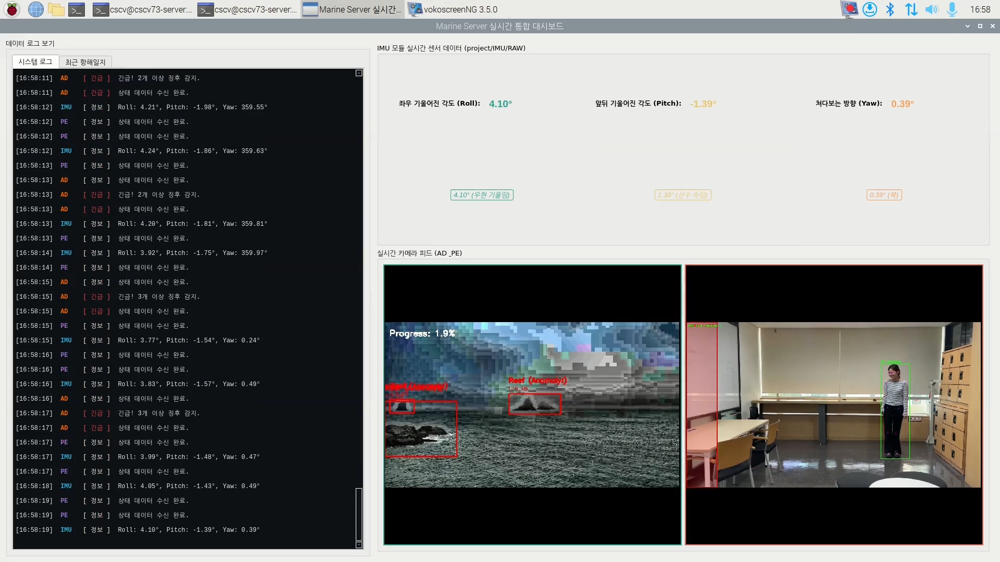 cscv@cscv73-server:... cscv@cscv73-server:... Marine Server 실시간... vokoscreenNG 3.5.0 16:58
Marine Server 실시간 통합 대시보드
데이터 로그 보기
시스템 로그 최근 항해일지
[16:58:11] AD [ 긴급 ] 긴급! 2개 이상 징후 감지.
[16:58:11] AD [ 긴급 ] 상태 데이터 수신 완료.
[16:58:12] IMU [ 정보 ] Roll: 4.21°, Pitch: -1.98°, Yaw: 359.55°
[16:58:12] PE [ 정보 ] 상태 데이터 수신 완료.
[16:58:12] PE [ 정보 ] 상태 데이터 수신 완료.
[16:58:12] IMU [ 정보 ] Roll: 4.24°, Pitch: -1.86°, Yaw: 359.63°
[16:58:13] PE [ 정보 ] 상태 데이터 수신 완료.
[16:58:13] AD [ 정보 ] 상태 데이터 수신 완료.
[16:58:13] AD [ 긴급 ] 긴급! 2개 이상 징후 감지.
[16:58:13] AD [ 긴급 ] 상태 데이터 수신 완료.
[16:58:13] IMU [ 정보 ] Roll: 4.20°, Pitch: -1.81°, Yaw: 359.81°
[16:58:13] PE [ 정보 ] 상태 데이터 수신 완료.
[16:58:14] IMU [ 정보 ] Roll: 3.92°, Pitch: -1.75°, Yaw: 359.97°
[16:58:14] PE [ 정보 ] 상태 데이터 수신 완료.
[16:58:15] AD [ 정보 ] 상태 데이터 수신 완료.
[16:58:15] AD [ 긴급 ] 긴급! 3개 이상 징후 감지.
[16:58:15] AD [ 긴급 ] 상태 데이터 수신 완료.
[16:58:15] PE [ 정보 ] 상태 데이터 수신 완료.
[16:58:15] IMU [ 정보 ] Roll: 3.77°, Pitch: -1.54°, Yaw: 0.24°
[16:58:16] PE [ 정보 ] 상태 데이터 수신 완료.
[16:58:16] PE [ 정보 ] 상태 데이터 수신 완료.
[16:58:16] IMU [ 정보 ] Roll: 3.83°, Pitch: -1.57°, Yaw: 0.49°
[16:58:16] AD [ 정보 ] 상태 데이터 수신 완료.
[16:58:17] AD [ 긴급 ] 긴급! 3개 이상 징후 감지.
[16:58:17] AD [ 긴급 ] 상태 데이터 수신 완료.
[16:58:17] PE [ 정보 ] 상태 데이터 수신 완료.
[16:58:17] IMU [ 정보 ] Roll: 3.99°, Pitch: -1.48°, Yaw: 0.47°
[16:58:17] PE [ 정보 ] 상태 데이터 수신 완료.
[16:58:18] IMU [ 정보 ] Roll: 4.05°, Pitch: -1.43°, Yaw: 0.49°
[16:58:19] PE [ 정보 ] 상태 데이터 수신 완료.
[16:58:19] PE [ 정보 ] 상태 데이터 수신 완료.
[16:58:19] IMU [ 정보 ] Roll: 4.10°, Pitch: -1.39°, Yaw: 0.39°
IMU 모듈 실시간 센서 데이터 (project/IMU/RAW)
좌우 기울어진 각도 (Roll): 4.10° 앞뒤 기울어진 각도 (Pitch): -1.39° 쳐다보는 방향 (Yaw): 0.39°
4.10° (우현 기울임) 1.39° (선수 숙임) 0.39° (북)
실시간 카메라 피드 (AD _PE)
Progress: 1.9%
Reef (Anomaly!)